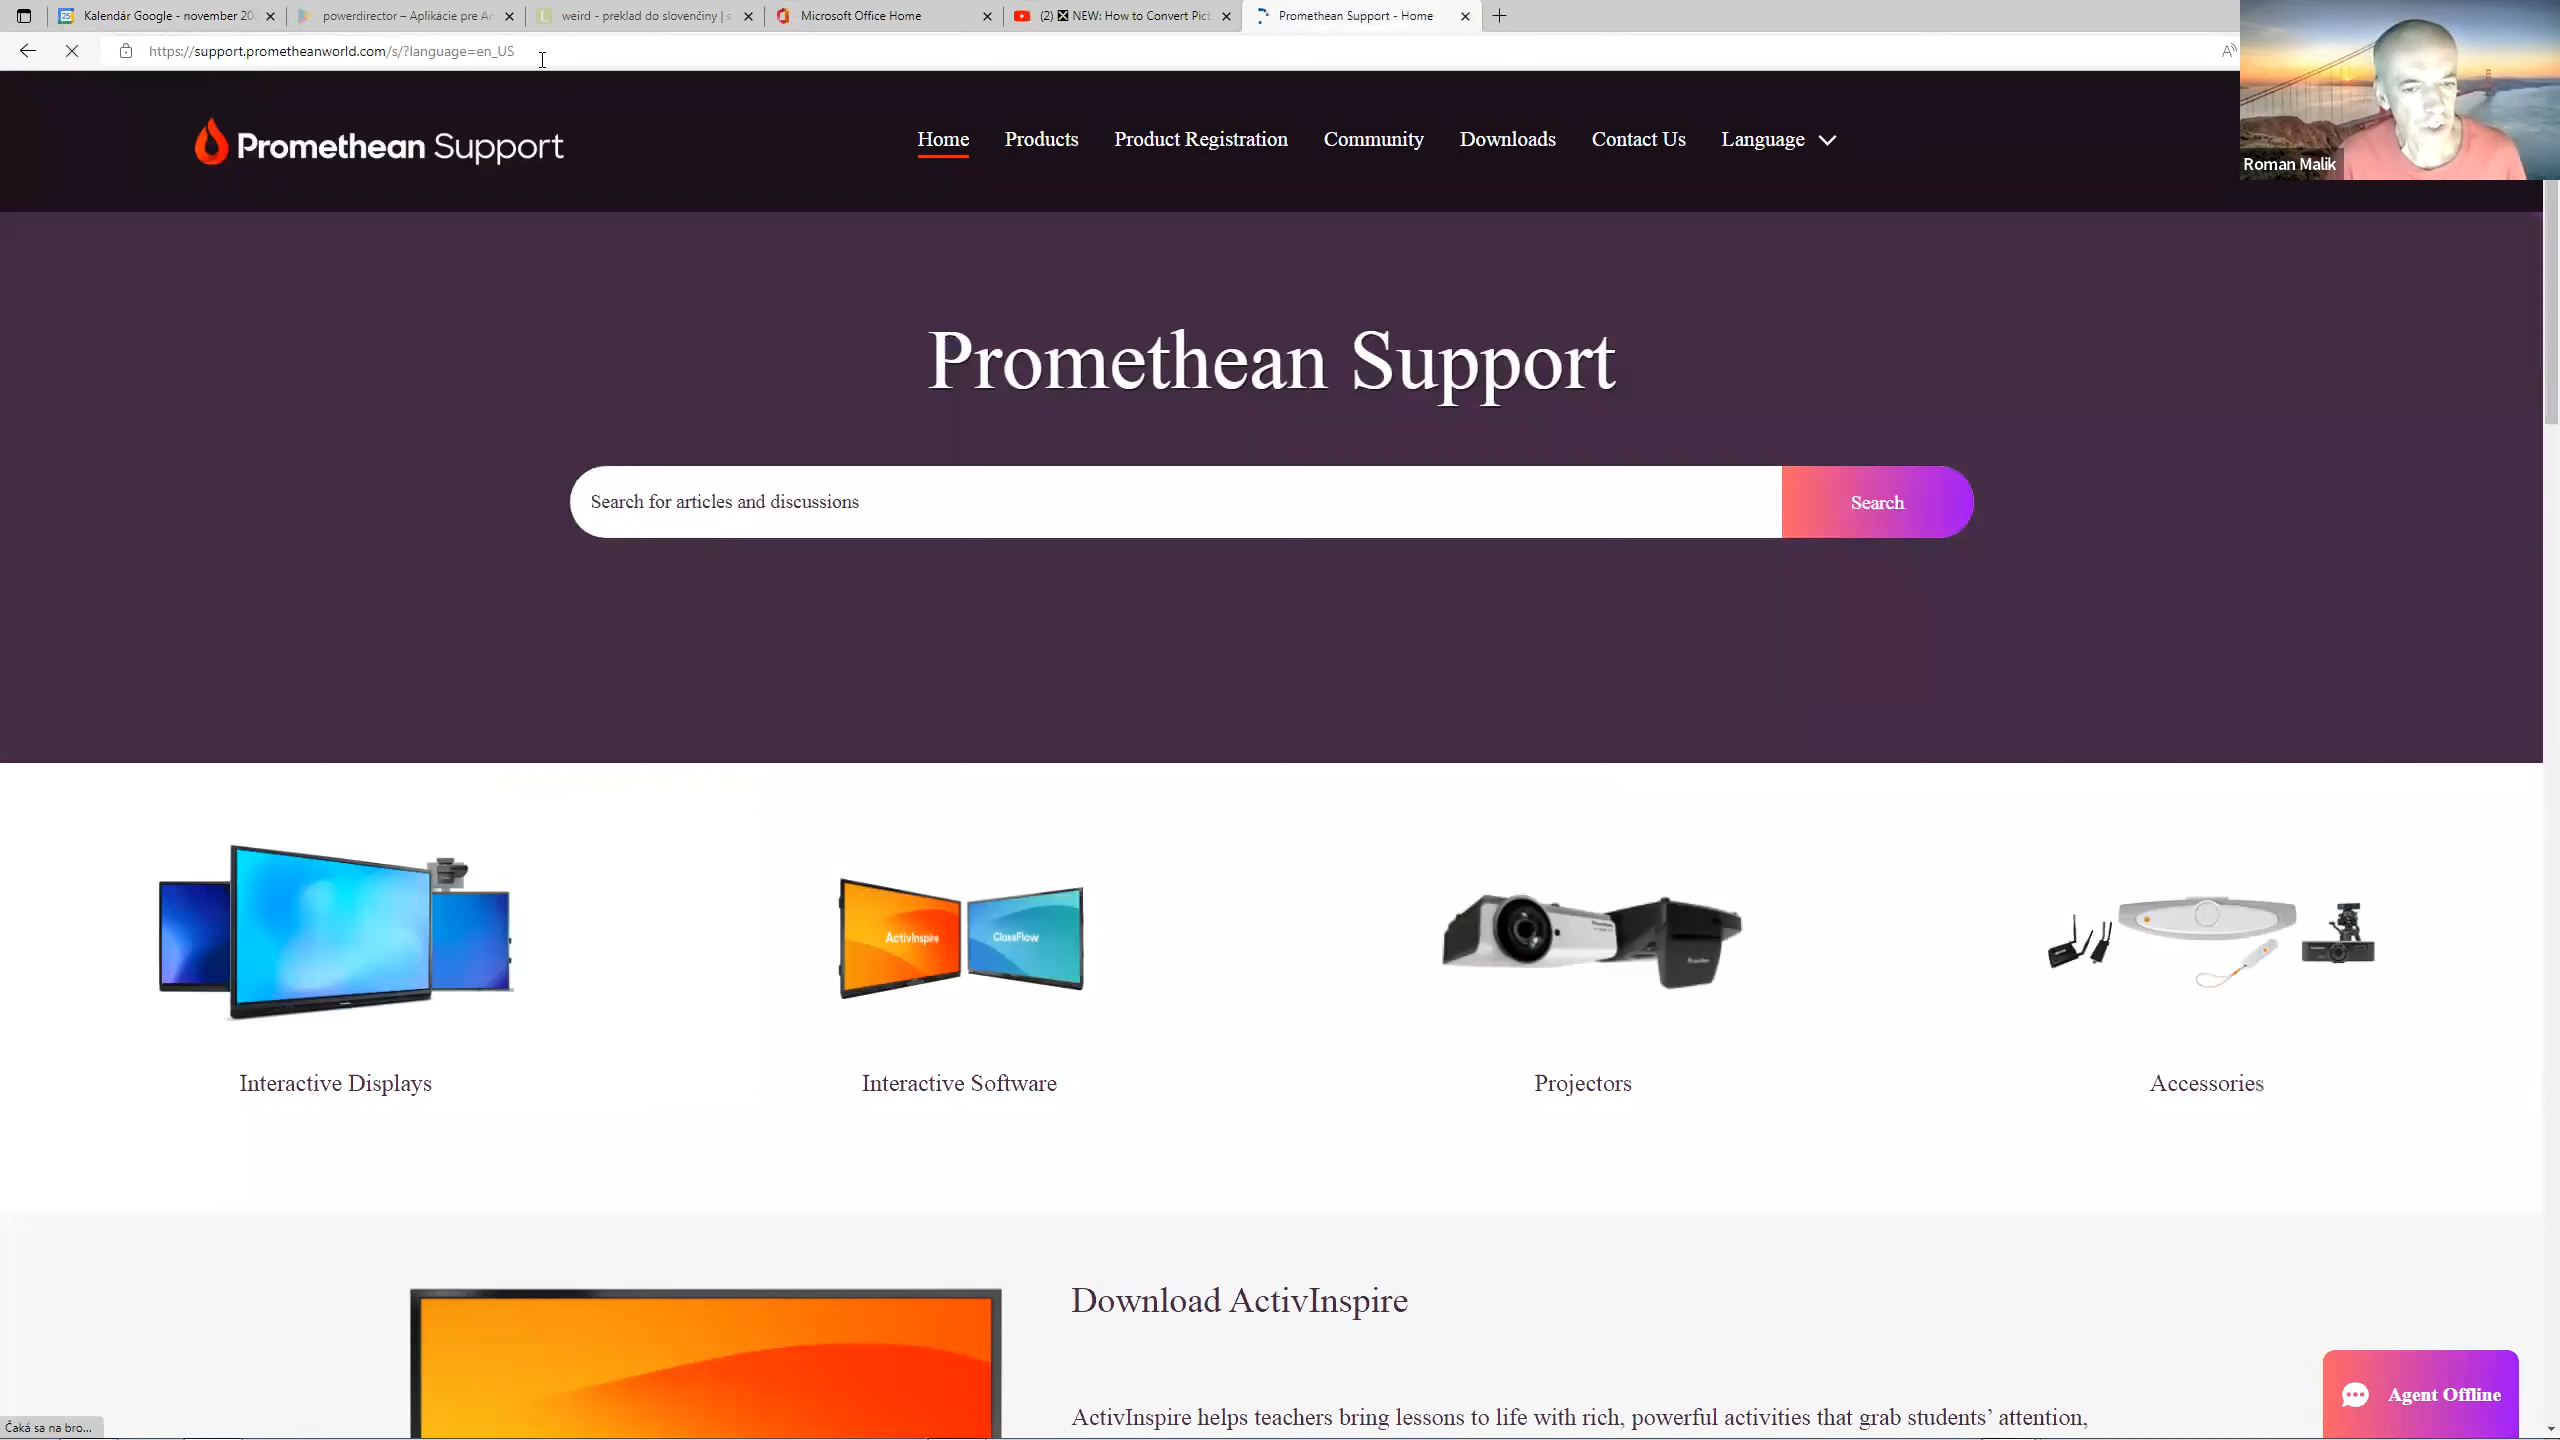 Kalendár Google - november 20
powerdirector – Aplikácie pre An
weird - preklad do slovenčiny | s
Microsoft Office Home
(2) ❎ NEW: How to Convert Pict
Promethean Support - Home
https://support.prometheanworld.com/s/?language=en_US
Roman Malik
Promethean Support
Home
Products
Product Registration
Community
Downloads
Contact Us
Language
Promethean Support
Search for articles and discussions
Search
ActivInspire
ClassFlow
Interactive Displays
Interactive Software
Projectors
Accessories
Download ActivInspire
ActivInspire helps teachers bring lessons to life with rich, powerful activities that grab students’ attention,
Agent Offline
Čaká sa na bro...